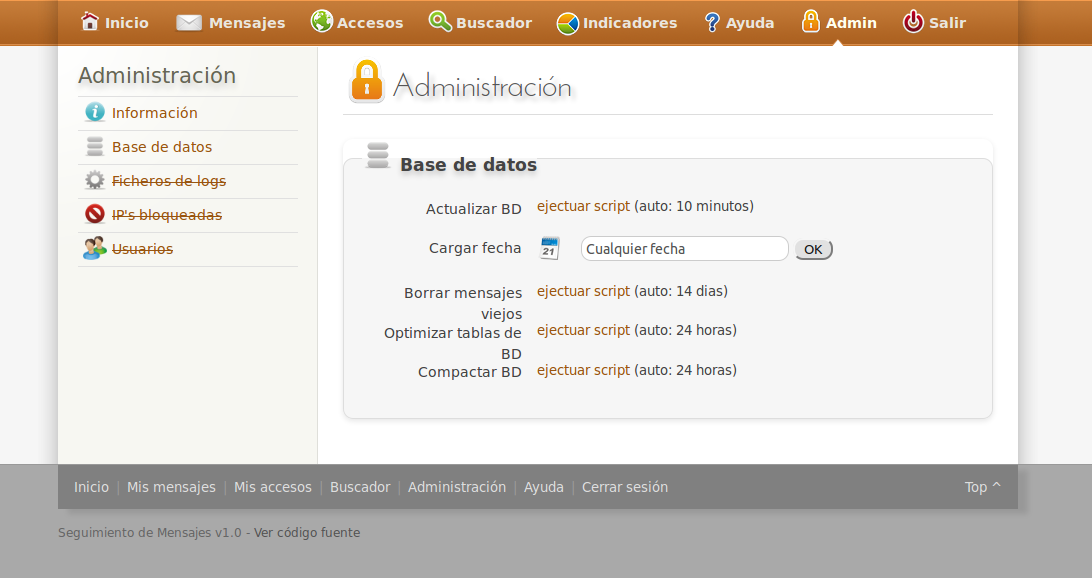 Inicio Mensajes Accesos Buscador Indicadores Ayuda Admin Salir
Administración
Información
Base de datos
Ficheros de logs
IP's bloqueadas
Usuarios
Administración
Base de datos
Actualizar BD ejectuar script (auto: 10 minutos)
Cargar fecha 21 Cualquier fecha OK
Borrar mensajes viejos ejectuar script (auto: 14 dias)
Optimizar tablas de BD ejectuar script (auto: 24 horas)
Compactar BD ejectuar script (auto: 24 horas)
Inicio | Mis mensajes | Mis accesos | Buscador | Administración | Ayuda | Cerrar sesión Top ^
Seguimiento de Mensajes v1.0 - Ver código fuente